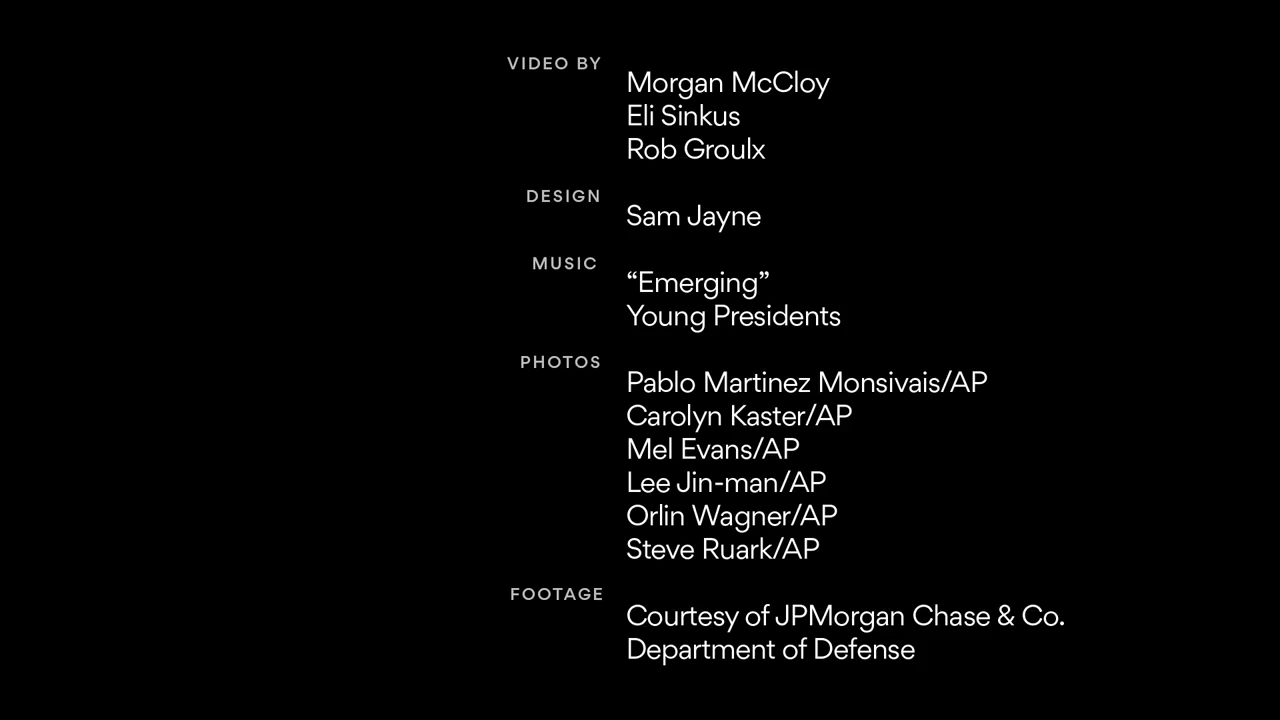 VIDEO BY
Morgan McCloy
Eli Sinkus
Rob Groulx
DESIGN
Sam Jayne
MUSIC
“Emerging”
Young Presidents
PHOTOS
Pablo Martinez Monsivais/AP
Carolyn Kaster/AP
Mel Evans/AP
Lee Jin-man/AP
Orlin Wagner/AP
Steve Ruark/AP
FOOTAGE
Courtesy of JPMorgan Chase & Co.
Department of Defense